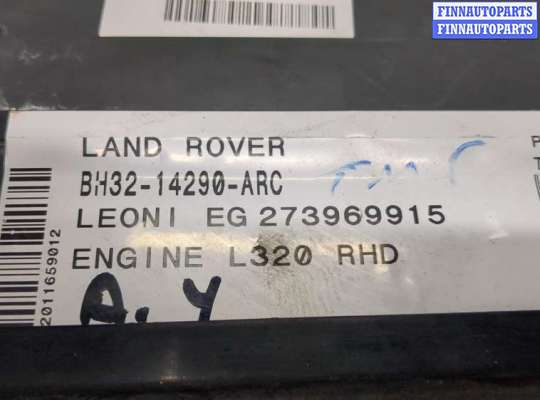 FINNAUTOPARTS
FINNAUTOPARTS
LAND ROVER
BH32-14290-ARC
LEONI EG 273969915
ENGINE L320 RHD
2011659012
P
T